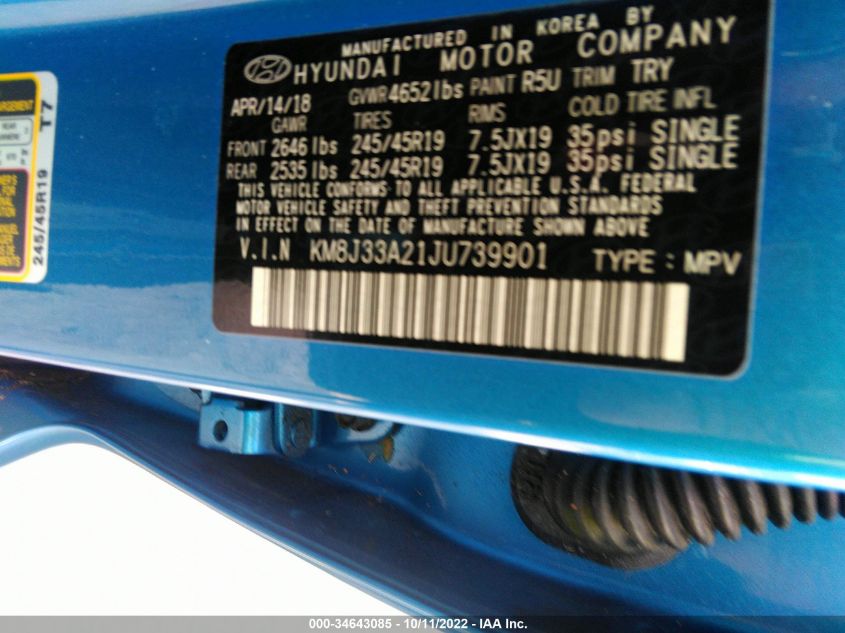 MANUFACTURED IN KOREA BY
HYUNDAI MOTOR COMPANY
APR/14/18 GVWR 4652 lbs PAINT R5U TRIM TRY
GAWR TIRES RIMS COLD TIRE INFL
FRONT 2646 lbs 245/45R19 7.5JX19 35psi SINGLE
REAR 2535 lbs 245/45R19 7.5JX19 35psi SINGLE
THIS VEHICLE CONFORMS TO ALL APPLICABLE U.S.A. FEDERAL
MOTOR VEHICLE SAFETY AND THEFT PREVENTION STANDARDS
IN EFFECT ON THE DATE OF MANUFACTURE SHOWN ABOVE
V.I.N KM8J33A21JU739901 TYPE : MPV
245/45R19 T7
000-34643085 - 10/11/2022 - IAA Inc.